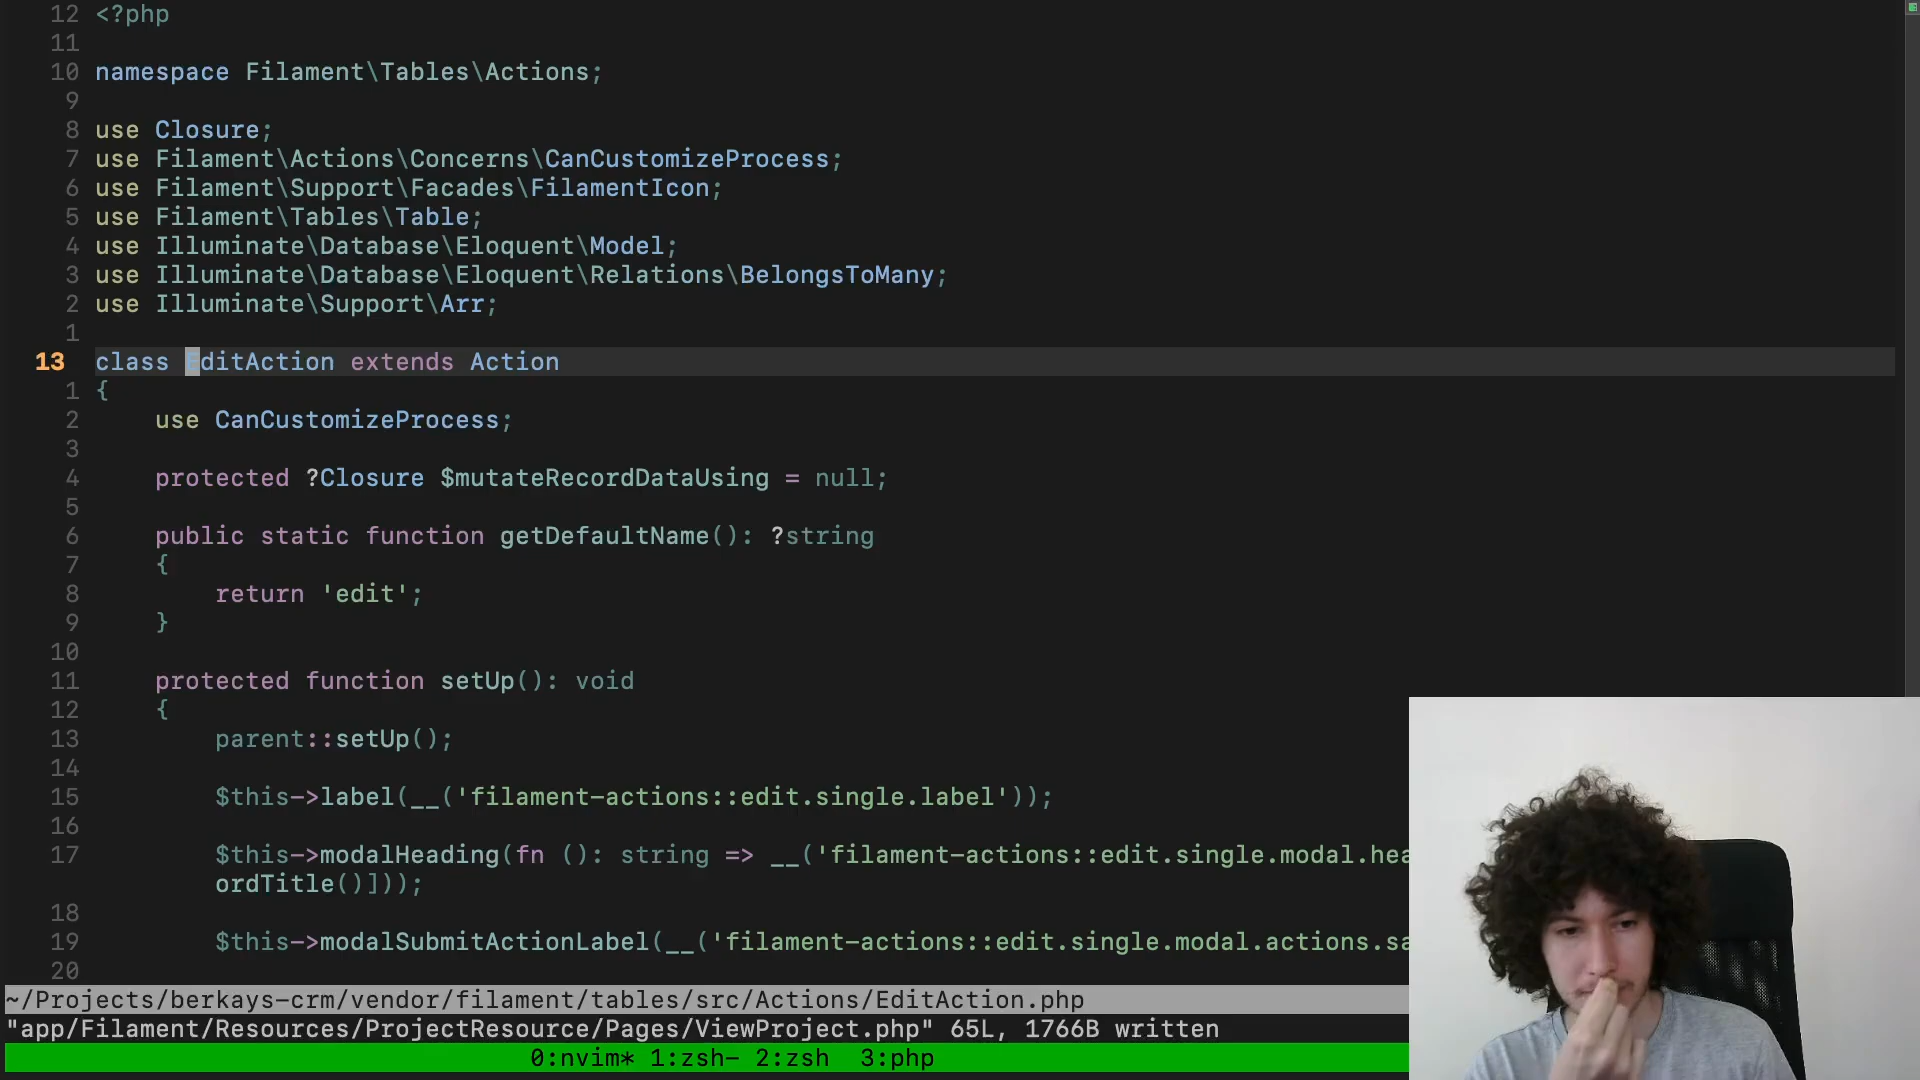 12 <?php
11
10 namespace Filament\Tables\Actions;
9
8 use Closure;
7 use Filament\Actions\Concerns\CanCustomizeProcess;
6 use Filament\Support\Facades\FilamentIcon;
5 use Filament\Tables\Table;
4 use Illuminate\Database\Eloquent\Model;
3 use Illuminate\Database\Eloquent\Relations\BelongsToMany;
2 use Illuminate\Support\Arr;
1
13 class EditAction extends Action
1 {
2 use CanCustomizeProcess;
3
4 protected ?Closure $mutateRecordDataUsing = null;
5
6 public static function getDefaultName(): ?string
7 {
8 return 'edit';
9 }
10
11 protected function setUp(): void
12 {
13 parent::setUp();
14
15 $this->label(__('filament-actions::edit.single.label'));
16
17 $this->modalHeading(fn (): string => __('filament-actions::edit.single.modal.hea
ordTitle()]));
18
19 $this->modalSubmitActionLabel(__('filament-actions::edit.single.modal.actions.sa
20
~/Projects/berkays-crm/vendor/filament/tables/src/Actions/EditAction.php
"app/Filament/Resources/ProjectResource/Pages/ViewProject.php" 65L, 1766B written
0:nvim* 1:zsh- 2:zsh 3:php